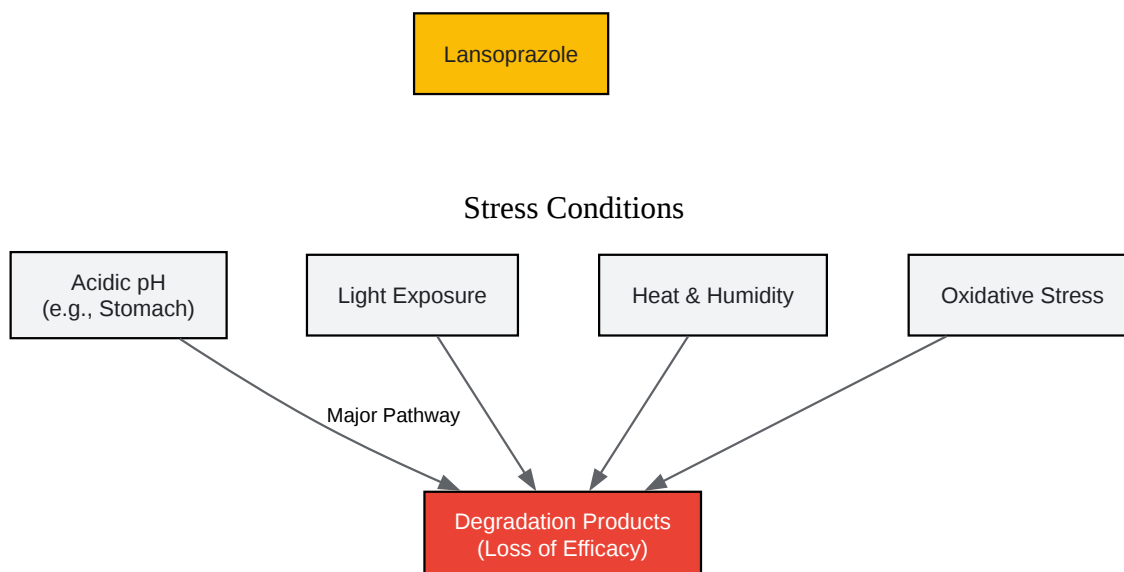 Lansoprazole
Stress Conditions
Acidic pH
(e.g., Stomach)
Light Exposure
Heat & Humidity
Oxidative Stress
Major Pathway
Degradation Products
(Loss of Efficacy)